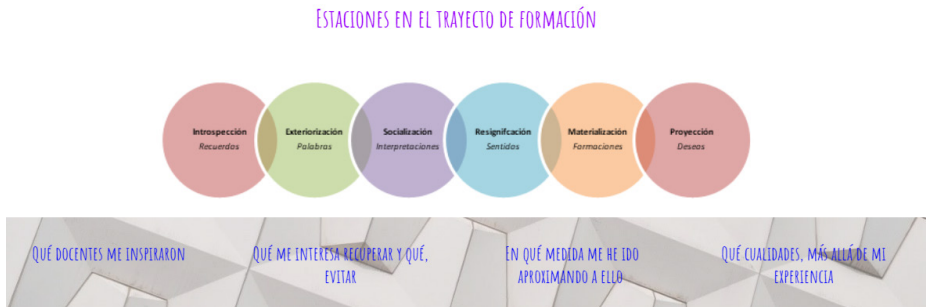 Estaciones en el trayecto de formación
Introspección
Recuerdos
Exteriorización
Palabras
Socialización
Interpretaciones
Resignifcación
Sentidos
Materialización
Formaciones
Proyección
Deseos
Qué docentes me inspiraron
Qué me interesa recuperar y qué,
evitar
En qué medida me he ido
aproximando a ello
Qué cualidades, más allá de mi
experiencia